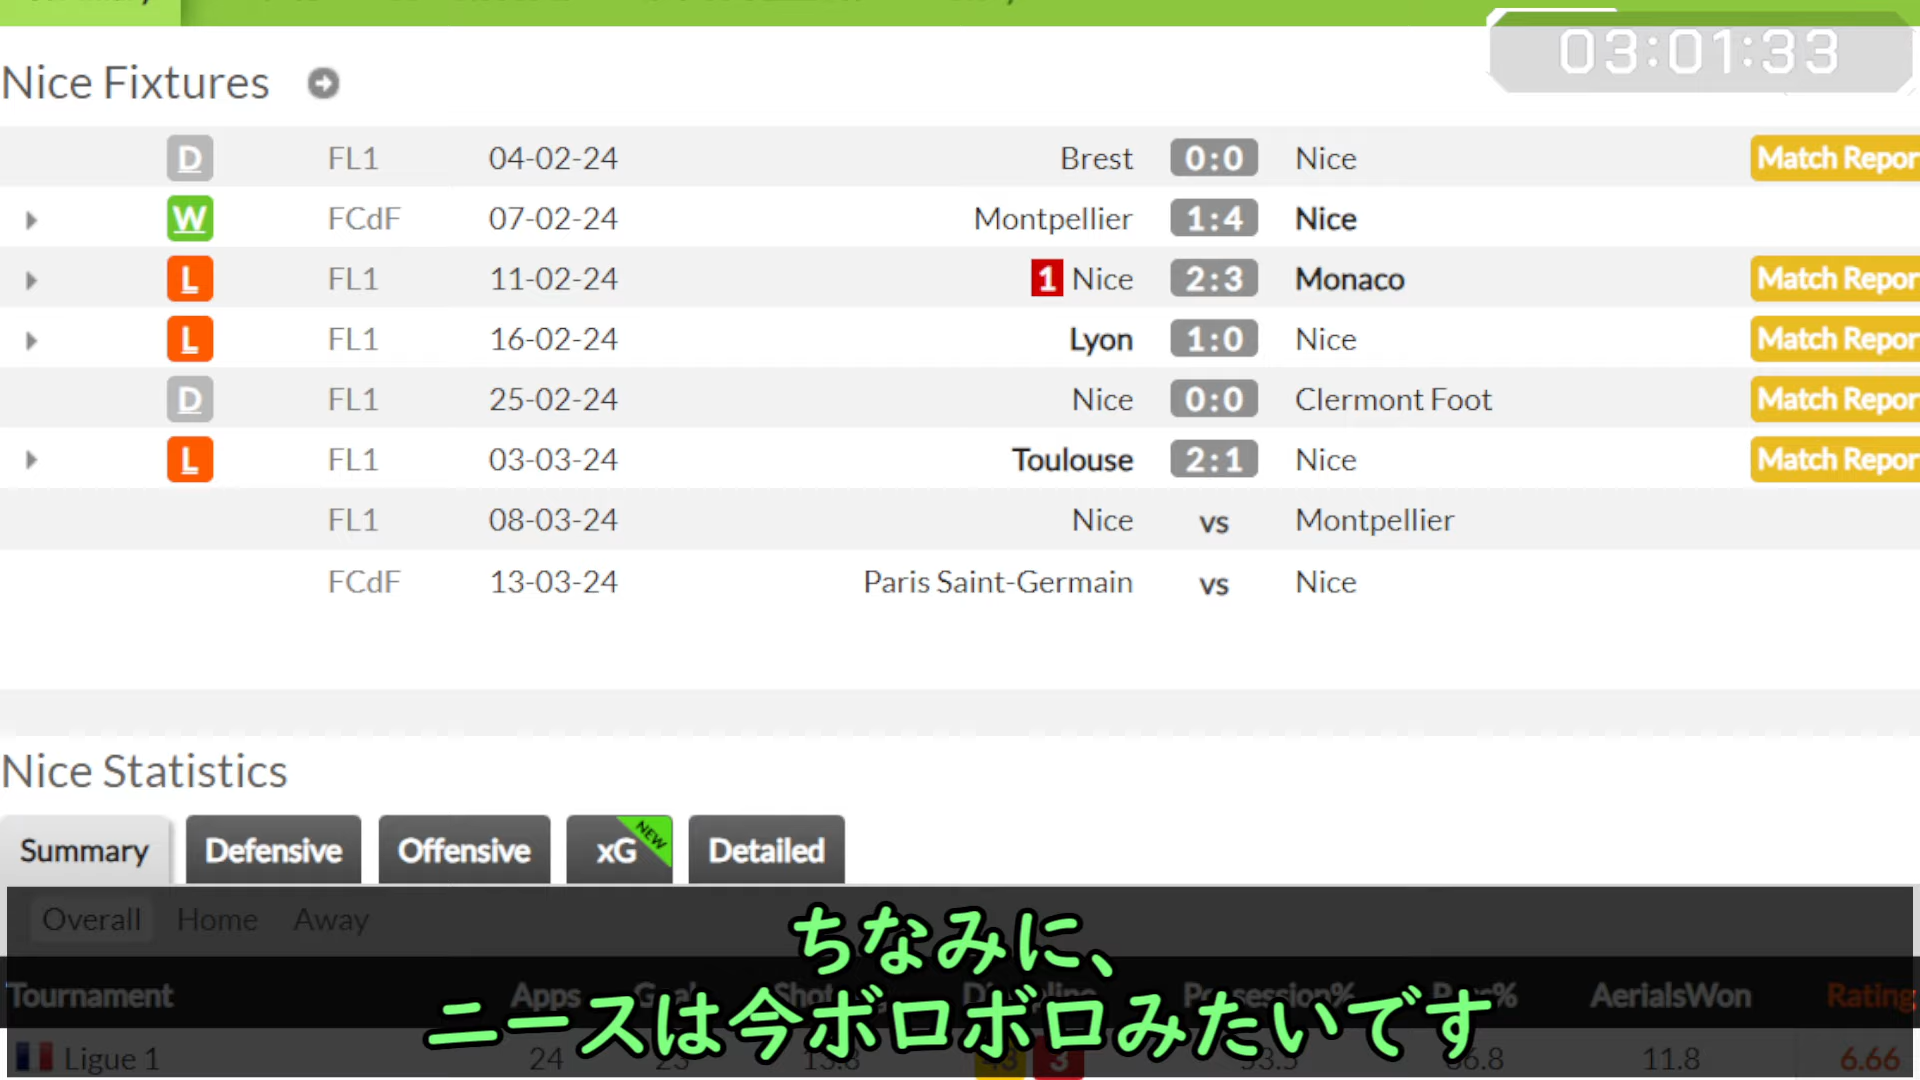 03:01:33
Nice Fixtures
D FL1 04-02-24 Brest 0:0 Nice Match Repor
W FCdF 07-02-24 Montpellier 1:4 Nice
L FL1 11-02-24 1 Nice 2:3 Monaco Match Repor
L FL1 16-02-24 Lyon 1:0 Nice Match Repor
D FL1 25-02-24 Nice 0:0 Clermont Foot Match Repor
L FL1 03-03-24 Toulouse 2:1 Nice Match Repor
FL1 08-03-24 Nice vs Montpellier
FCdF 13-03-24 Paris Saint-Germain vs Nice
Nice Statistics
Summary Defensive Offensive xG NEW Detailed
Overall Home Away
ちなみに、
Tournament Apps AerialsWon Rating
ニースは今ボロボロみたいです
Ligue 1 24 11.8 6.66